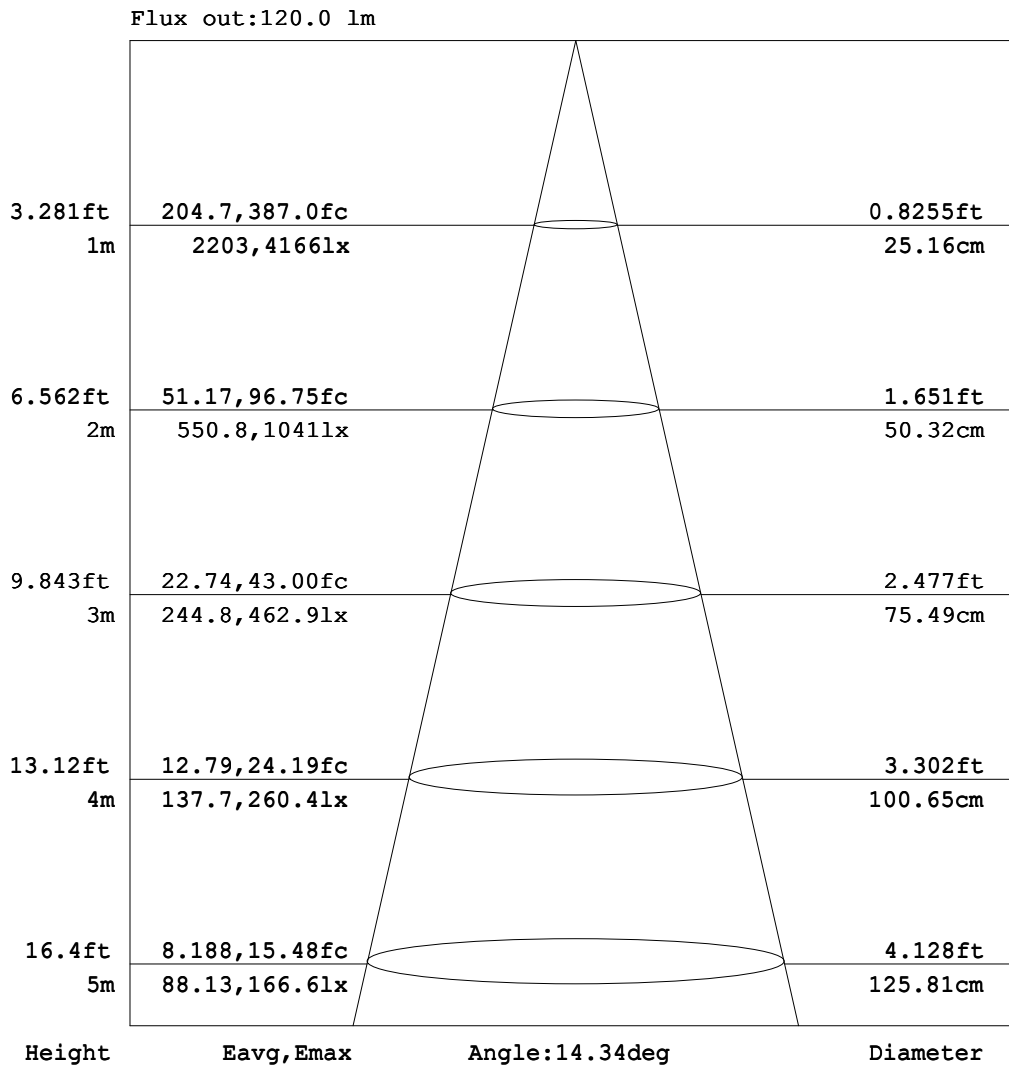 Flux out:120.0 lm
3.281ft 204.7,387.0fc 0.8255ft
1m 2203,4166lx 25.16cm
6.562ft 51.17,96.75fc 1.651ft
2m 550.8,1041lx 50.32cm
9.843ft 22.74,43.00fc 2.477ft
3m 244.8,462.9lx 75.49cm
13.12ft 12.79,24.19fc 3.302ft
4m 137.7,260.4lx 100.65cm
16.4ft 8.188,15.48fc 4.128ft
5m 88.13,166.6lx 125.81cm
Height Eavg,Emax Angle:14.34deg Diameter